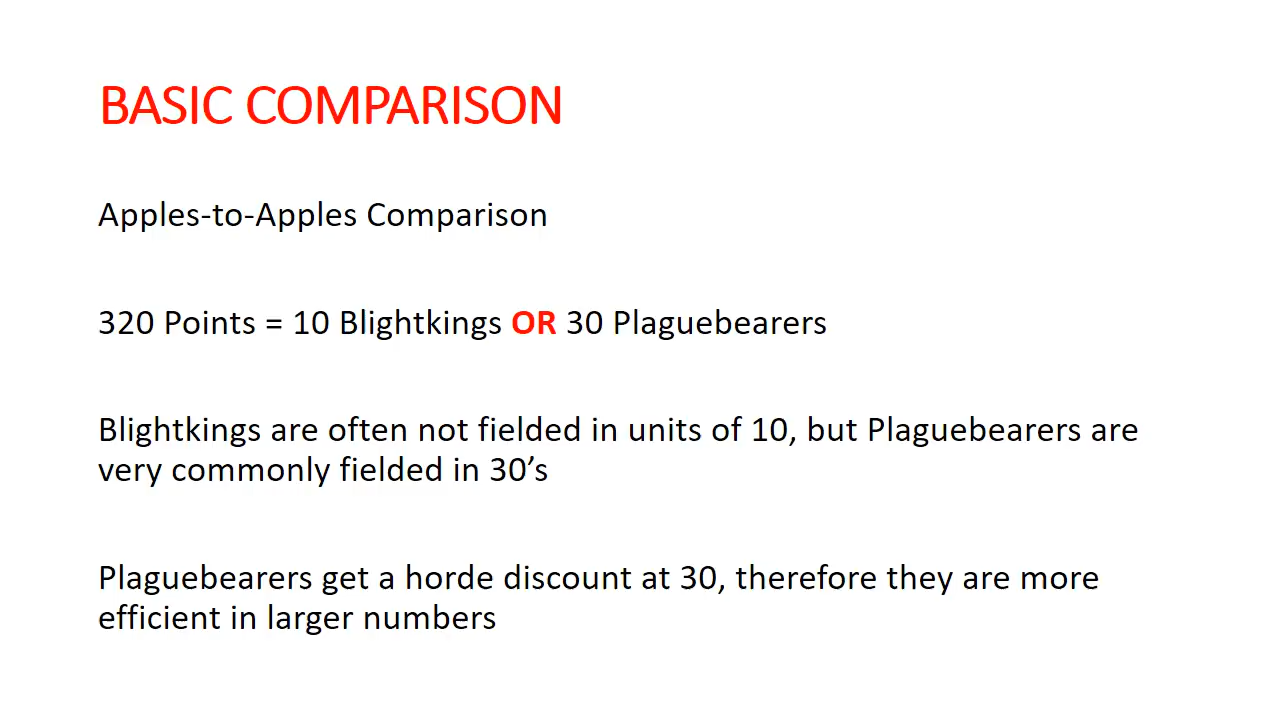 BASIC COMPARISON
Apples-to-Apples Comparison
320 Points = 10 Blightkings OR 30 Plaguebearers
Blightkings are often not fielded in units of 10, but Plaguebearers are
very commonly fielded in 30’s
Plaguebearers get a horde discount at 30, therefore they are more
efficient in larger numbers